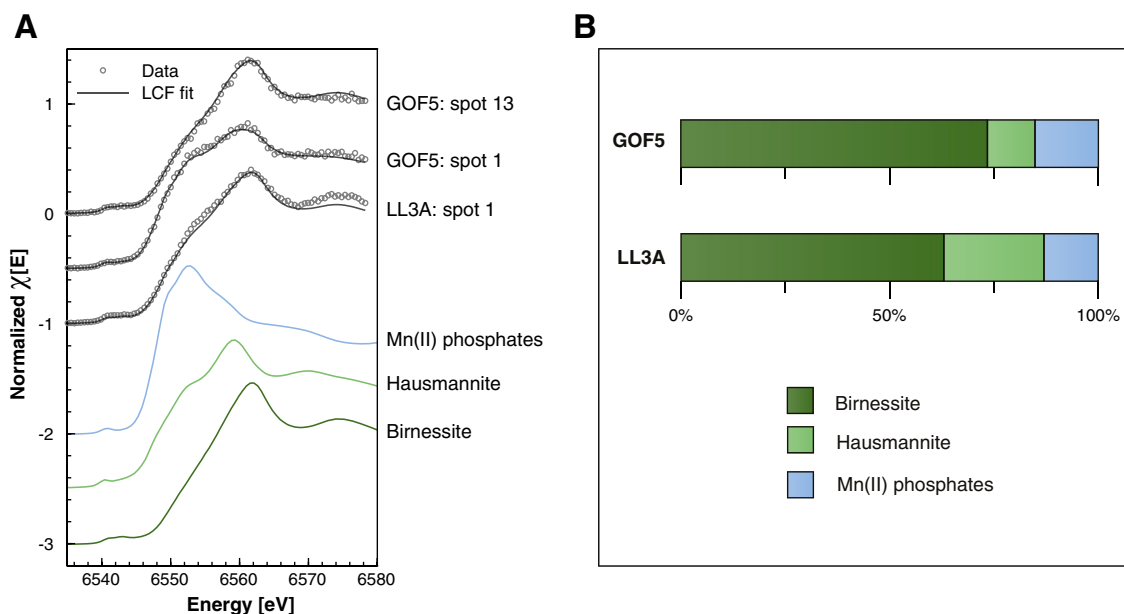 A
Data
LCF fit
GOF5: spot 13
GOF5: spot 1
LL3A: spot 1
Mn(II) phosphates
Hausmannite
Birnessite
1
0
-1
-2
-3
Normalized χ[E]
6540 6550 6560 6570 6580
Energy [eV]
B
GOF5
LL3A
0% 50% 100%
Birnessite
Hausmannite
Mn(II) phosphates